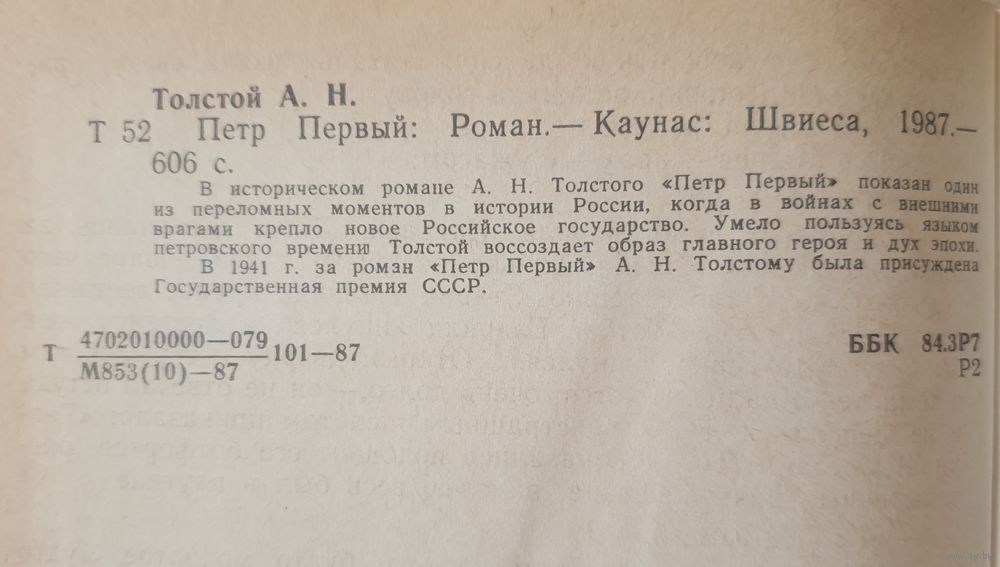 Толстой А. Н.
Т 52 Петр Первый: Роман.— Каунас: Швиеса, 1987.—
606 с.
В историческом романе А. Н. Толстого «Петр Первый» показан один
из переломных моментов в истории России, когда в войнах с внешними
врагами крепло новое Российское государство. Умело пользуясь языком
петровского времени Толстой воссоздает образ главного героя и дух эпохи.
В 1941 г. за роман «Петр Первый» А. Н. Толстому была присуждена
Государственная премия СССР.
Т 4702010000—079 101—87
М853(10)—87
ББК 84.3Р7
Р2